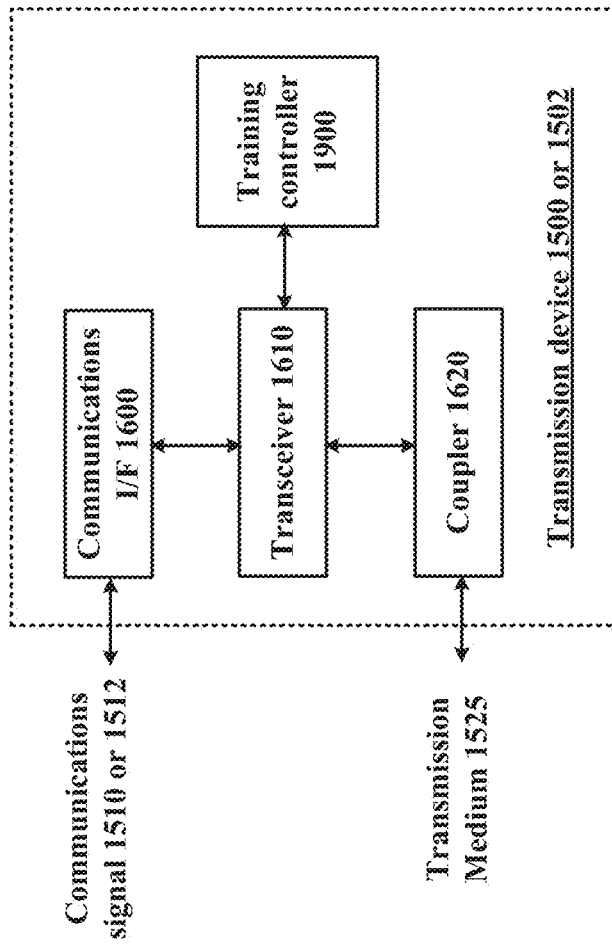 Communications
signal 1510 or 1512
Transmission
Medium 1525
Communications
I/F 1600
Transceiver 1610
Coupler 1620
Training
controller
1900
Transmission device 1500 or 1502